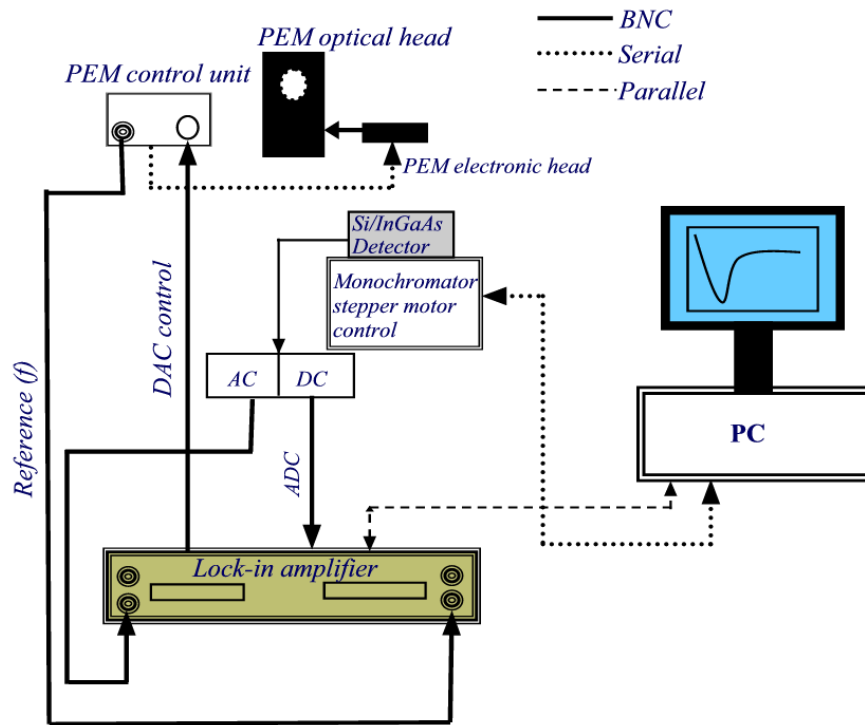 BNC
PEM optical head
Serial
PEM control unit
Parallel
PEM electronic head
Si/InGaAs
Detector
Monochromator
stepper motor
control
DAC control
Reference (f)
AC
DC
ADC
PC
Lock-in amplifier